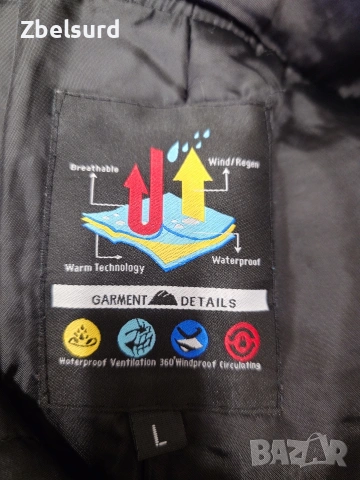 Zbelsurd
Breathable
Wind/Regen
Warm Technology
Waterproof
GARMENT DETAILS
Waterproof Ventilation 360°Windproof Circulating
L
BAZAR